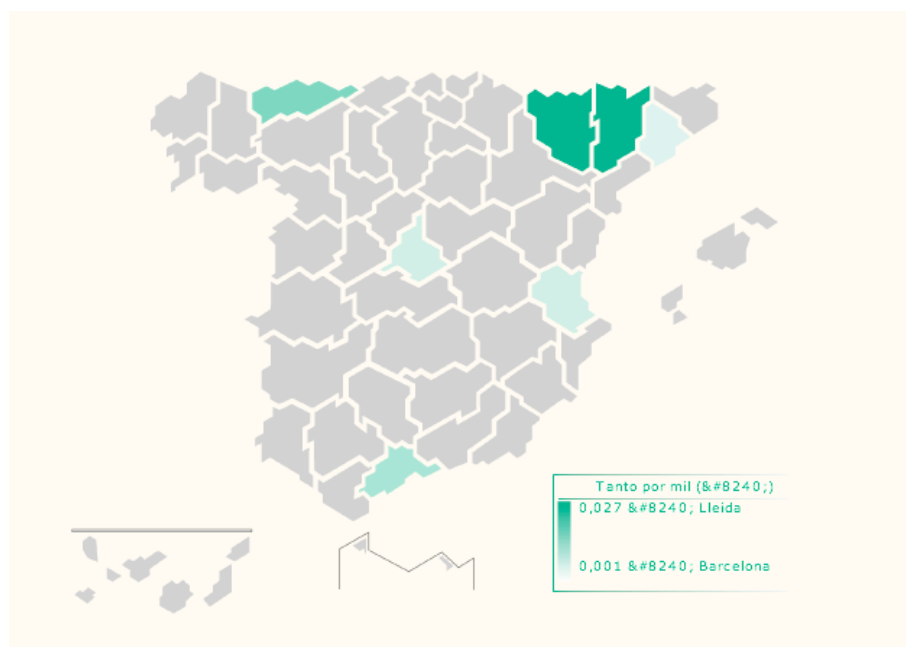 Tanto por mil (&#8240;)
0,027 &#8240; Lleida
0,001 &#8240; Barcelona